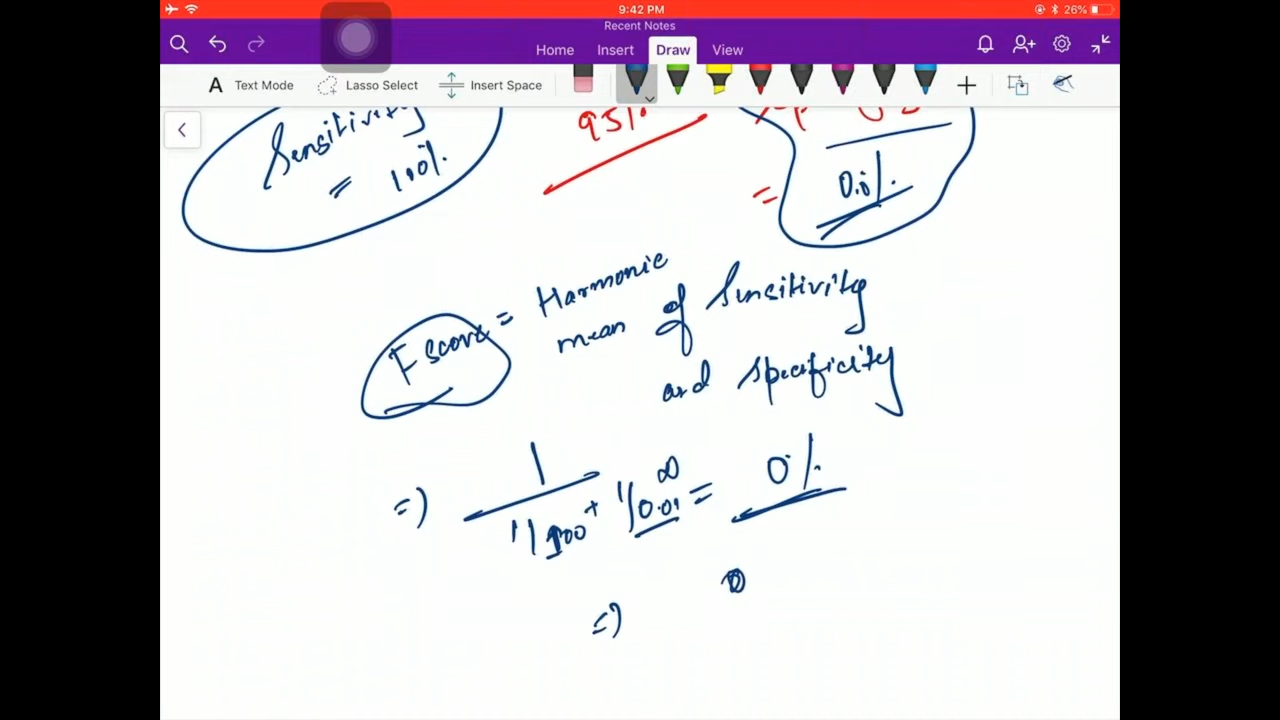 9:42 PM
26%
Recent Notes
Home Insert Draw View
Text Mode Lasso Select Insert Space
Sensitivity
= 100%
95%
= 0.0%
F score = Harmonic
mean of Sensitivity
and specificity
=) 1
1/100 + 1/0.01 = 0%
∞
=)